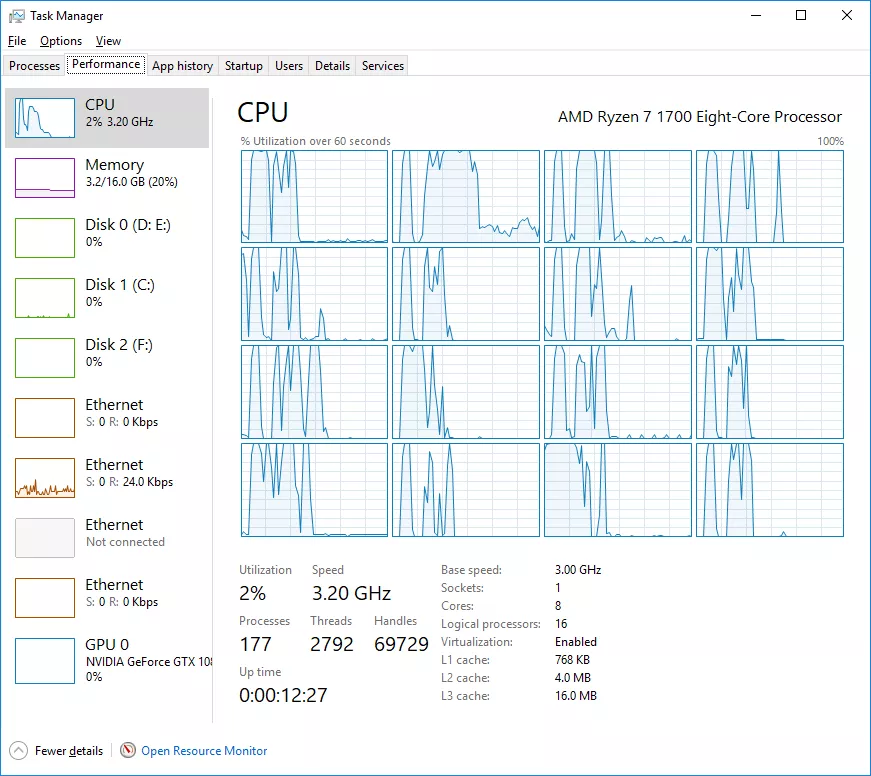 Task Manager
File Options View
Processes Performance App history Startup Users Details Services
CPU
2% 3.20 GHz
Memory
3.2/16.0 GB (20%)
Disk 0 (D: E:)
0%
Disk 1 (C:)
0%
Disk 2 (F:)
0%
Ethernet
S: 0 R: 0 Kbps
Ethernet
S: 0 R: 24.0 Kbps
Ethernet
Not connected
Ethernet
S: 0 R: 0 Kbps
GPU 0
NVIDIA GeForce GTX 108
0%
CPU AMD Ryzen 7 1700 Eight-Core Processor
% Utilization over 60 seconds 100%
Utilization Speed
2% 3.20 GHz
Processes Threads Handles
177 2792 69729
Up time
0:00:12:27
Base speed: 3.00 GHz
Sockets: 1
Cores: 8
Logical processors: 16
Virtualization: Enabled
L1 cache: 768 KB
L2 cache: 4.0 MB
L3 cache: 16.0 MB
Fewer details Open Resource Monitor